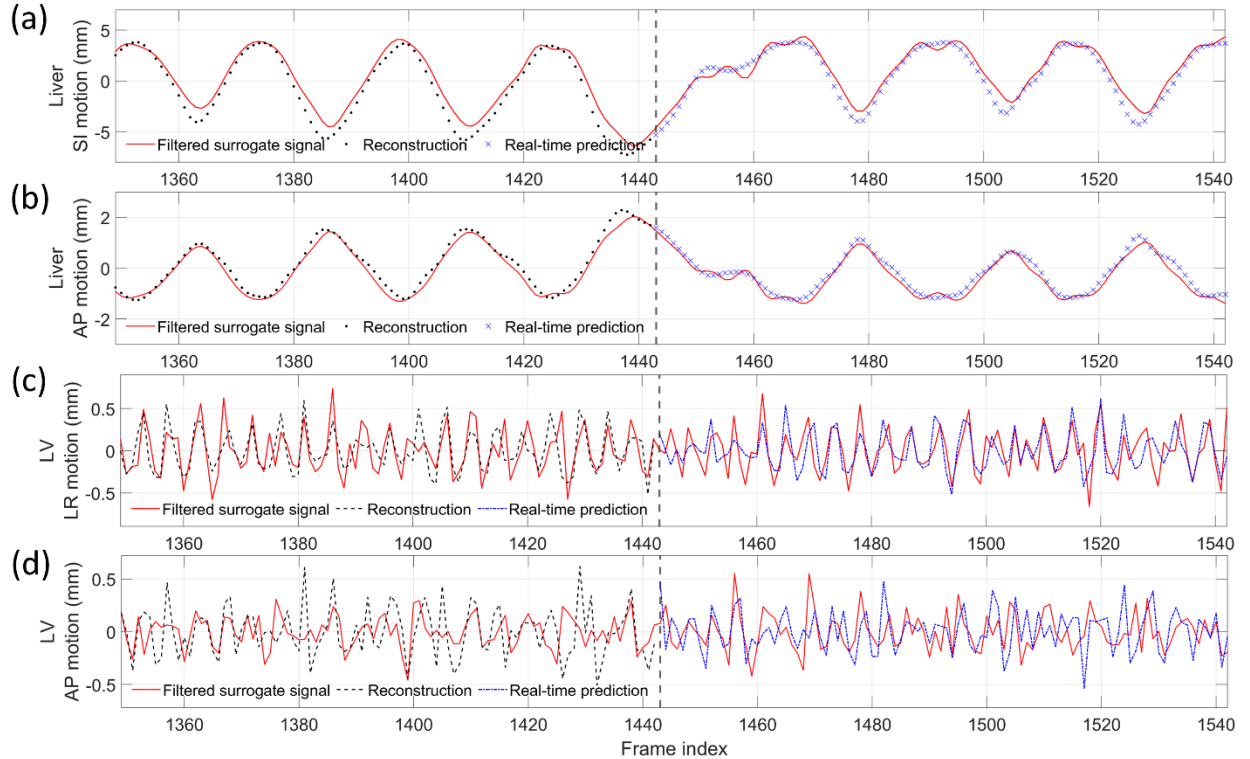 (a)
Liver
SI motion (mm)
5
0
-5
Filtered surrogate signal Reconstruction Real-time prediction
1360 1380 1400 1420 1440 1460 1480 1500 1520 1540
(b)
Liver
AP motion (mm)
2
0
-2
Filtered surrogate signal Reconstruction Real-time prediction
1360 1380 1400 1420 1440 1460 1480 1500 1520 1540
(c)
LV
LR motion (mm)
0.5
0
-0.5
Filtered surrogate signal Reconstruction Real-time prediction
1360 1380 1400 1420 1440 1460 1480 1500 1520 1540
(d)
LV
AP motion (mm)
0.5
0
-0.5
Filtered surrogate signal Reconstruction Real-time prediction
1360 1380 1400 1420 1440 1460 1480 1500 1520 1540
Frame index